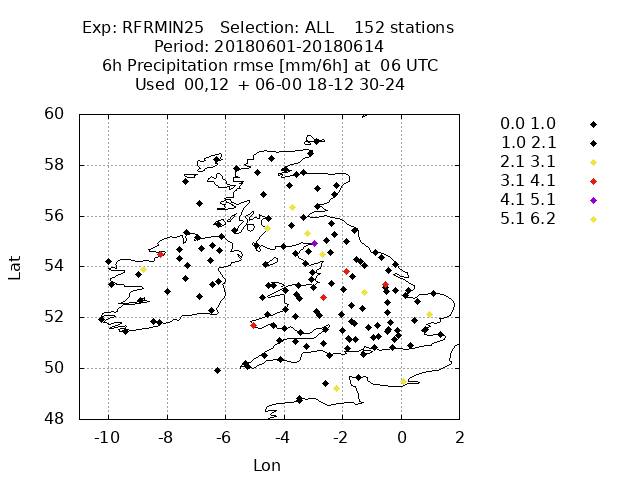 Exp: RFRMIN25 Selection: ALL 152 stations
Period: 20180601-20180614
6h Precipitation rmse [mm/6h] at 06 UTC
Used 00,12 + 06-00 18-12 30-24
60
58
56
54
52
50
48
Lat
-10 -8 -6 -4 -2 0 2
Lon
0.0 1.0
1.0 2.1
2.1 3.1
3.1 4.1
4.1 5.1
5.1 6.2